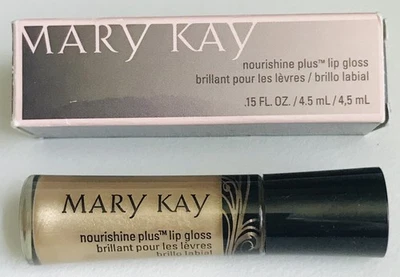 MARY KAY
nourishine plus™ lip gloss
brillant pour les lèvres / brillo labial
.15 FL. OZ. / 4.5 mL / 4,5 mL
MARY KAY
nourishine plus™ lip gloss
brillant pour les lèvres
brillo labial